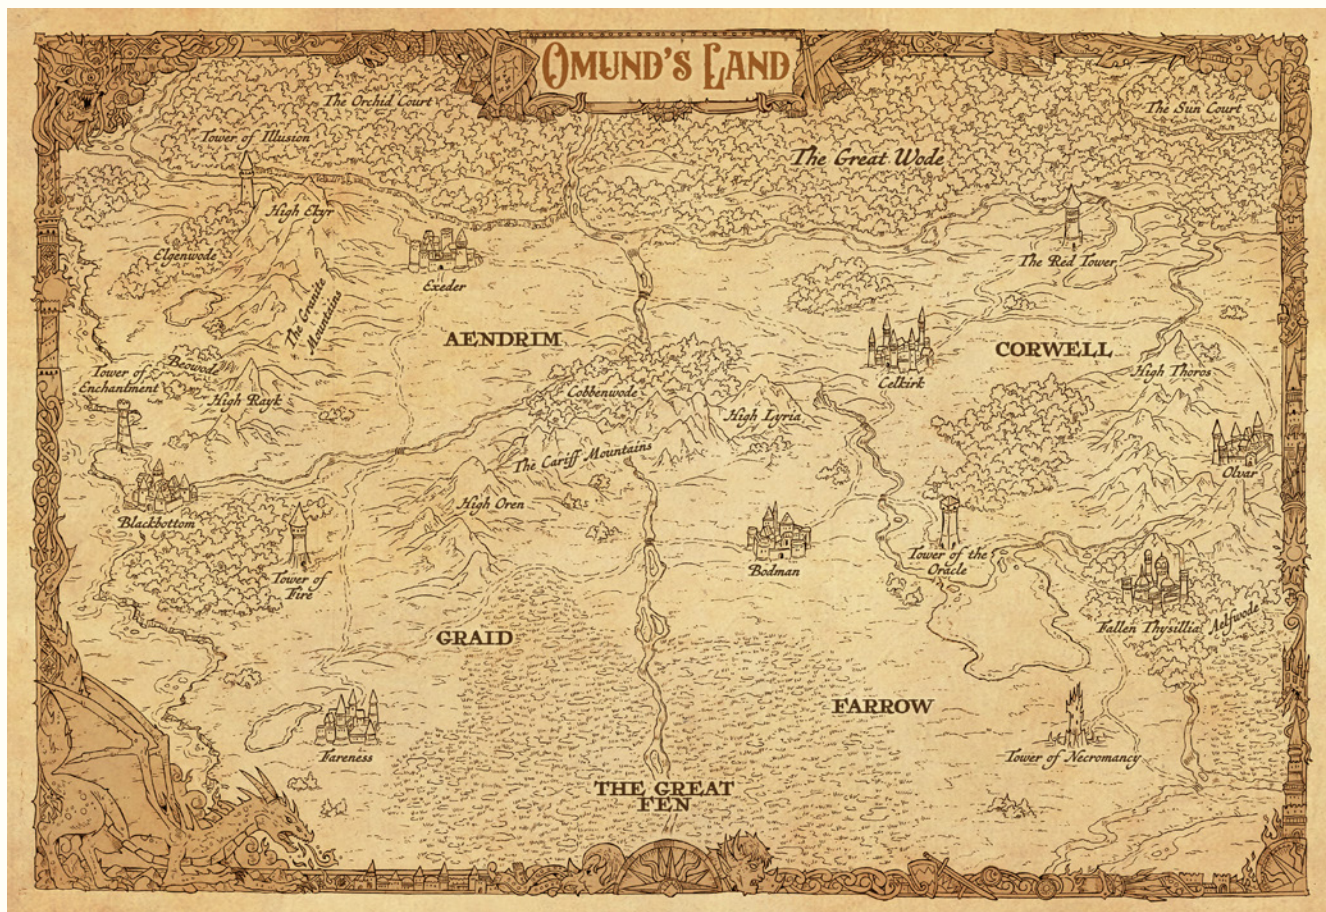 OMUND'S LAND
The Orchid Court
The Sun Court
Tower of Illusion
The Great Wode
High Ekyr
Elgenwode
The Red Tower
Exeder
The Granite
Mountains
AENDRIM
CORWELL
Beowode
Tower of
Enchantment
High Rayk
Cobbenwode
Celkirk
High Thoros
High Lyria
The Cariff Mountains
Olvar
High Oren
Blackbottom
Tower of
Fire
Bodman
Tower of the
Oracle
GRAID
Fallen Thysillia
Aelfwode
FARROW
Fareness
Tower of Necromancy
THE GREAT
FEN